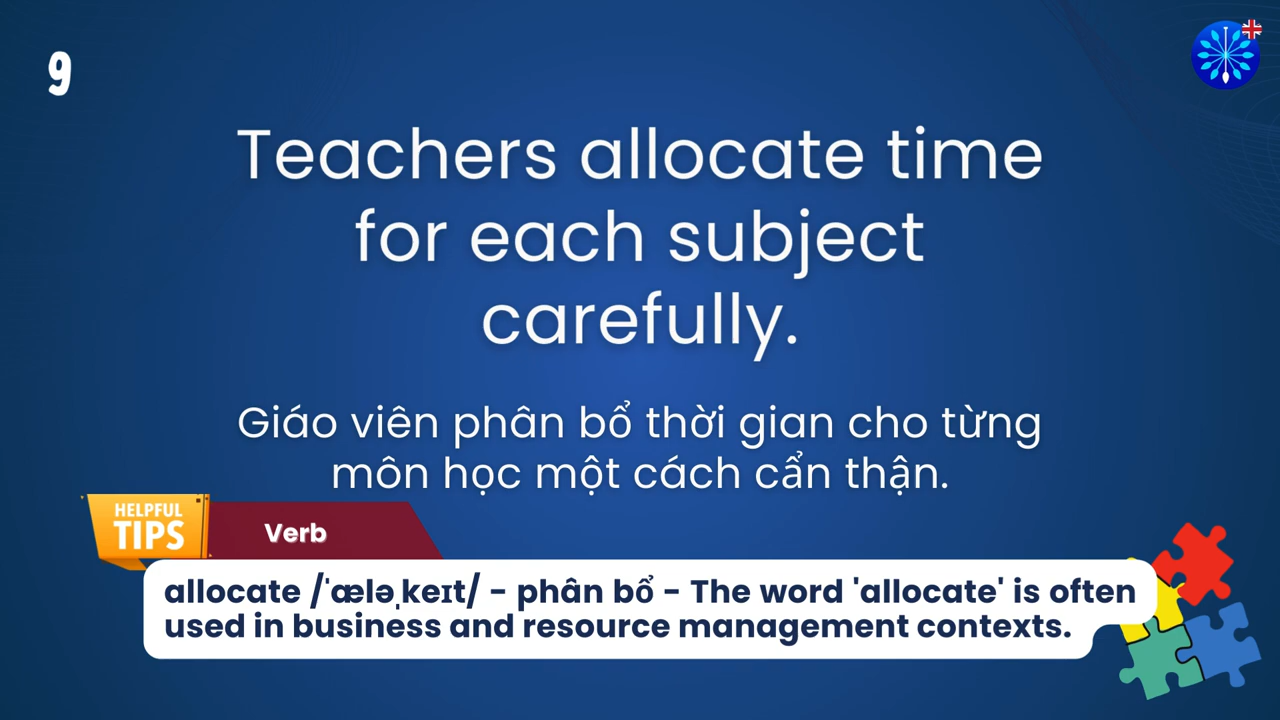 9
Teachers allocate time
for each subject
carefully.
Giáo viên phân bổ thời gian cho từng
môn học một cách cẩn thận.
HELPFUL
TIPS
Verb
allocate /ˈæləˌkeɪt/ - phân bổ - The word 'allocate' is often
used in business and resource management contexts.